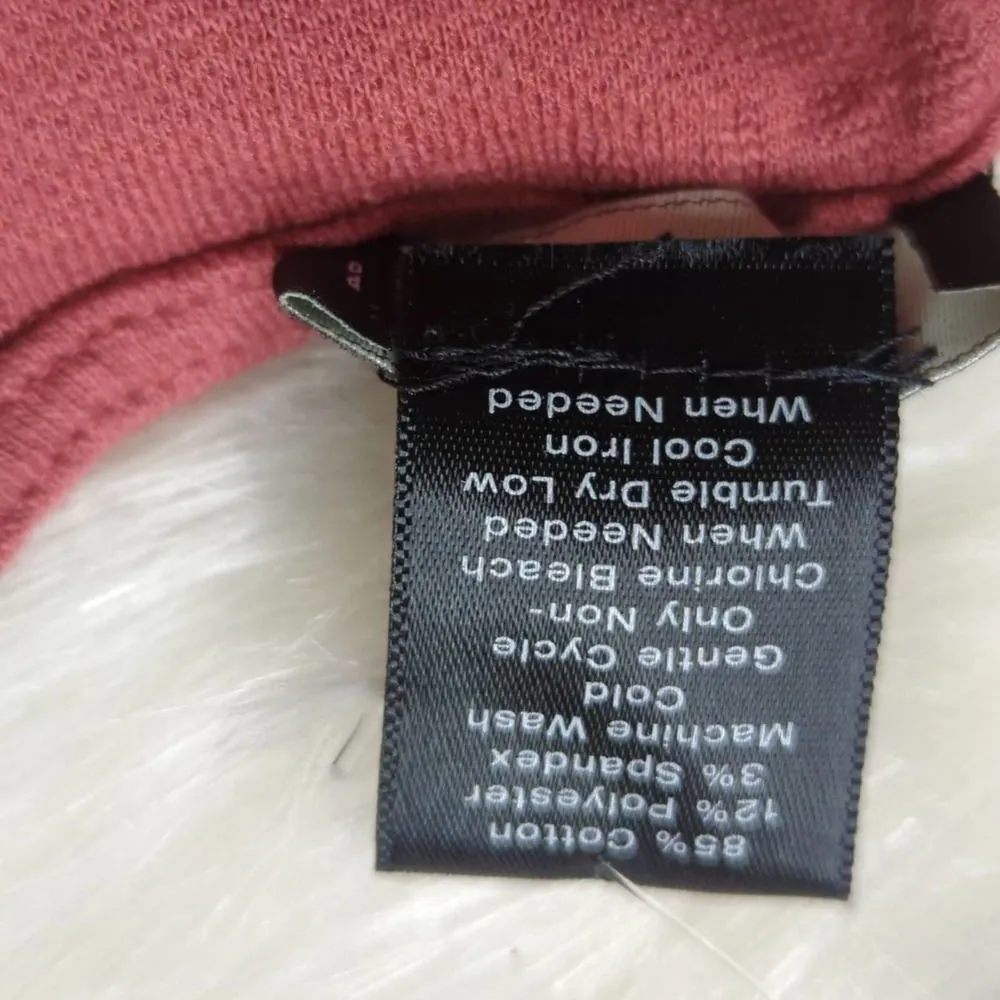 85% Cotton
12% Polyester
3% Spandex
Machine Wash
Cold
Gentle Cycle
Only Non-
Chlorine Bleach
When Needed
Tumble Dry Low
Cool Iron
When Needed